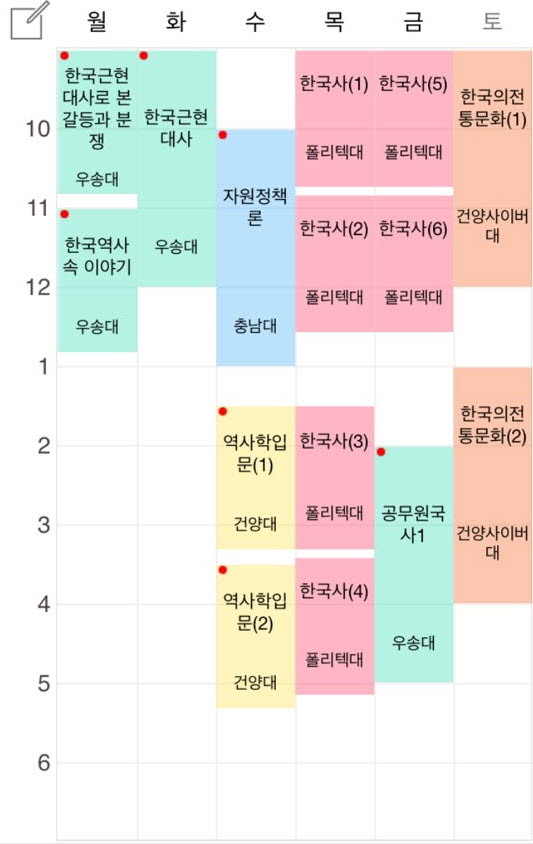 월 화 수 목 금 토
10
11
12
1
2
3
4
5
6
한국근현
대사로 본
갈등과 분
쟁
우송대
한국역사
속 이야기
우송대
한국근현
대사
우송대
자원정책
론
충남대
역사학입
문(1)
건양대
역사학입
문(2)
건양대
한국사(1)
폴리텍대
한국사(2)
폴리텍대
한국사(3)
폴리텍대
한국사(4)
폴리텍대
한국사(5)
폴리텍대
한국사(6)
폴리텍대
공무원국
사1
우송대
한국의전
통문화(1)
건양사이버
대
한국의전
통문화(2)
건양사이버
대